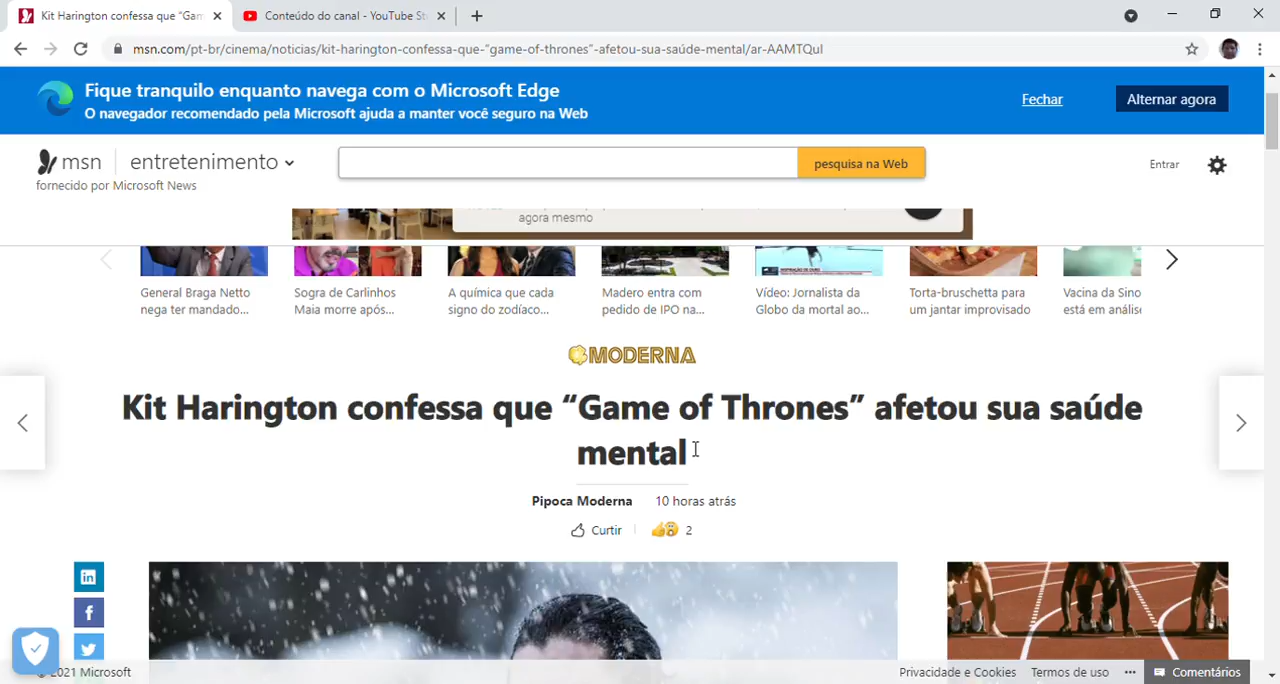 Kit Harington confessa que “Gam
Conteúdo do canal - YouTube St
msn.com/pt-br/cinema/noticias/kit-harington-confessa-que-“game-of-thrones”-afetou-sua-saúde-mental/ar-AAMTQul
Fique tranquilo enquanto navega com o Microsoft Edge
O navegador recomendado pela Microsoft ajuda a manter você seguro na Web
Fechar
Alternar agora
msn
entretenimento
pesquisa na Web
Entrar
fornecido por Microsoft News
agora mesmo
General Braga Netto
nega ter mandado...
Sogra de Carlinhos
Maia morre após...
A química que cada
signo do zodíaco...
Madero entra com
pedido de IPO na...
Vídeo: Jornalista da
Globo da mortal ao...
Torta-bruschetta para
um jantar improvisado
Vacina da Sino
está em análise
MODERNA
Kit Harington confessa que “Game of Thrones” afetou sua saúde
mental
Pipoca Moderna 10 horas atrás
Curtir 2
© 2021 Microsoft
Privacidade e Cookies
Termos de uso
Comentários